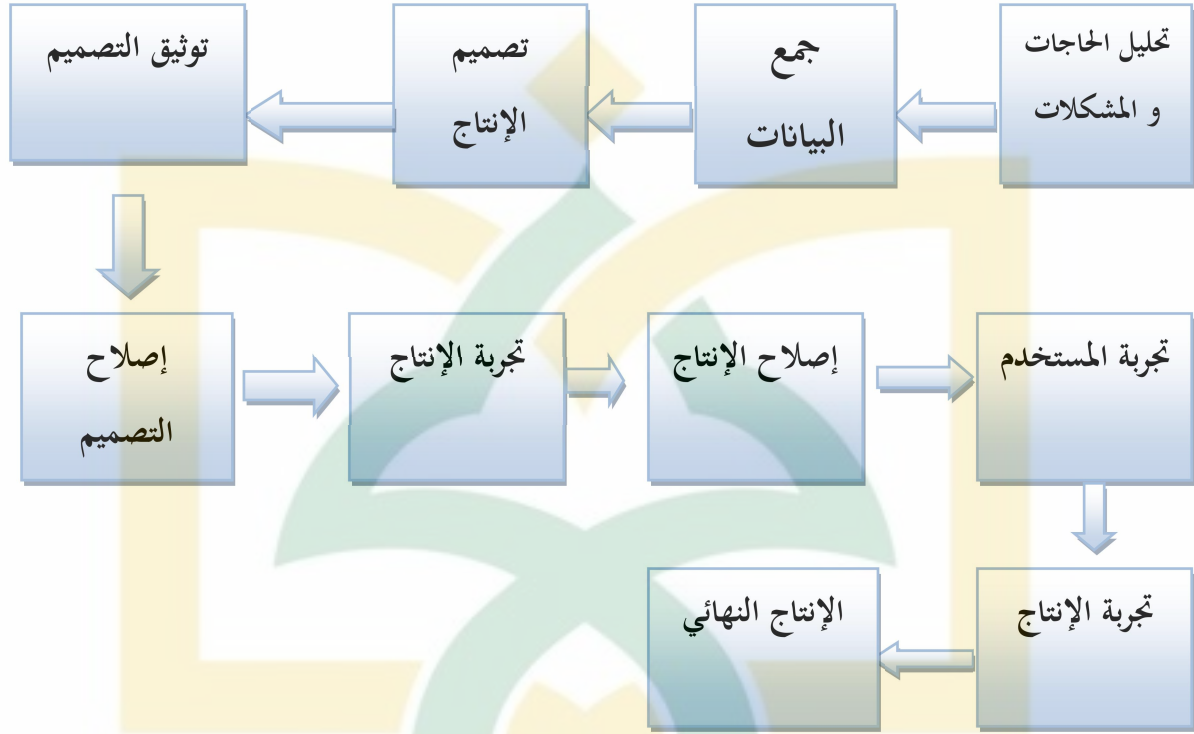 تحليل الحاجات
و المشكلات
جمع
البيانات
تصميم
الإنتاج
توثيق التصميم
إصلاح
التصميم
تجربة الإنتاج
إصلاح الإنتاج
تجربة المستخدم
تجربة الإنتاج
الإنتاج النهائي